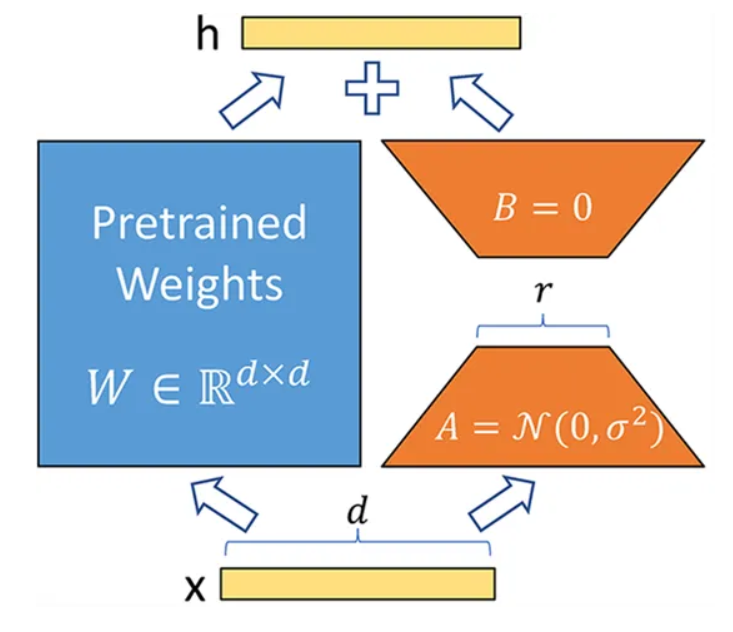 h
Pretrained
Weights
W ∈ ℝ^{d×d}
B = 0
r
A = 𝒩(0, σ²)
d
x